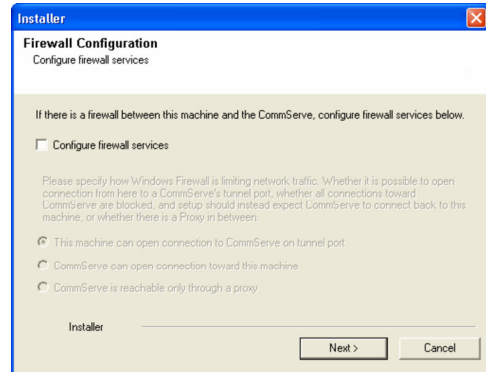 Installer
Firewall Configuration
Configure firewall services
If there is a firewall between this machine and the CommServe, configure firewall services below.
Configure firewall services
Please specify how Windows Firewall is limiting network traffic. Whether it is possible to open
connection from here to a CommServe's tunnel port, whether all connections toward
CommServe are blocked, and setup should instead expect CommServe to connect back to this
machine, or whether there is a Proxy in between.
This machine can open connection to CommServe on tunnel port
CommServe can open connection toward this machine
CommServe is reachable only through a proxy
Installer
Next >
Cancel